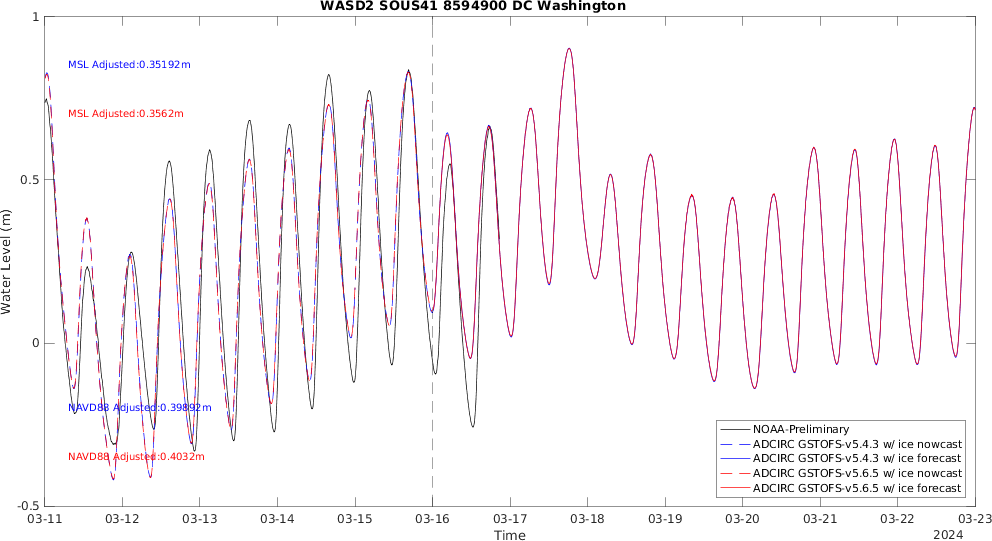 WASD2 SOUS41 8594900 DC Washington
1
MSL Adjusted:0.35192m
MSL Adjusted:0.3562m
0.5
Water Level (m)
0
NAVD88 Adjusted:0.39892m
NAVD88 Adjusted:0.4032m
-0.5
NOAA-Preliminary
ADCIRC GSTOFS-v5.4.3 w/ ice nowcast
ADCIRC GSTOFS-v5.4.3 w/ ice forecast
ADCIRC GSTOFS-v5.6.5 w/ ice nowcast
ADCIRC GSTOFS-v5.6.5 w/ ice forecast
03-11 03-12 03-13 03-14 03-15 03-16 03-17 03-18 03-19 03-20 03-21 03-22 03-23
Time
2024